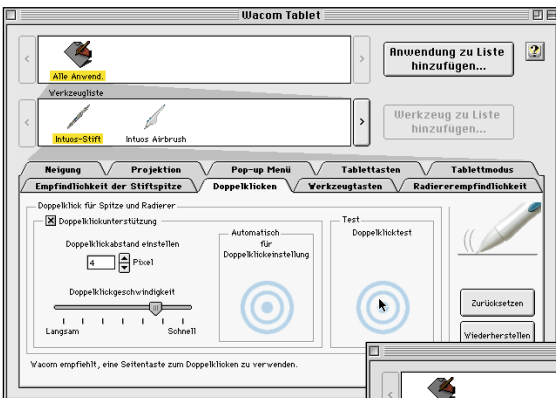 Wacom Tablet
Anwendung zu Liste
hinzufügen...
?
Alle Anwend.
Werkzeugliste
Intuos-Stift
Intuos Airbrush
Werkzeug zu Liste
hinzufügen...
Neigung
Projektion
Pop-up Menü
Tablettasten
Tablettmodus
Empfindlichkeit der Stiftspitze
Doppelklicken
Werkzeugtasten
Radiererempfindlichkeit
Doppelklick für Spitze und Radierer
Doppelklickunterstützung
Doppelklickabstand einstellen
4
Pixel
Doppelklickgeschwindigkeit
Langsam
Schnell
Automatisch
für
Doppelklickeinstellung
Test
Doppelklicktest
Zurücksetzen
Wiederherstellen
Wacom empfiehlt, eine Seitentaste zum Doppelklicken zu verwenden.